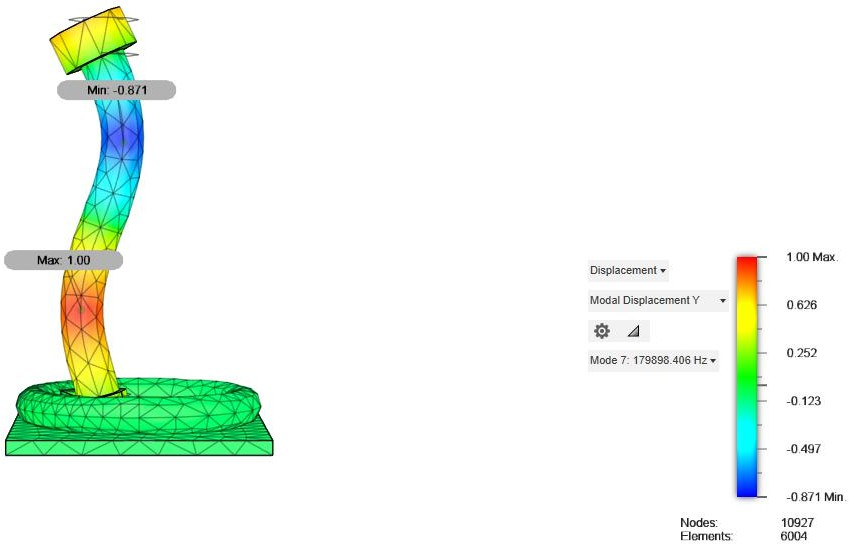 Min: -0.871
Max: 1.00
Displacement
Modal Displacement Y
Mode 7: 179898.406 Hz
1.00 Max.
0.626
0.252
-0.123
-0.497
-0.871 Min.
Nodes: 10927
Elements: 6004